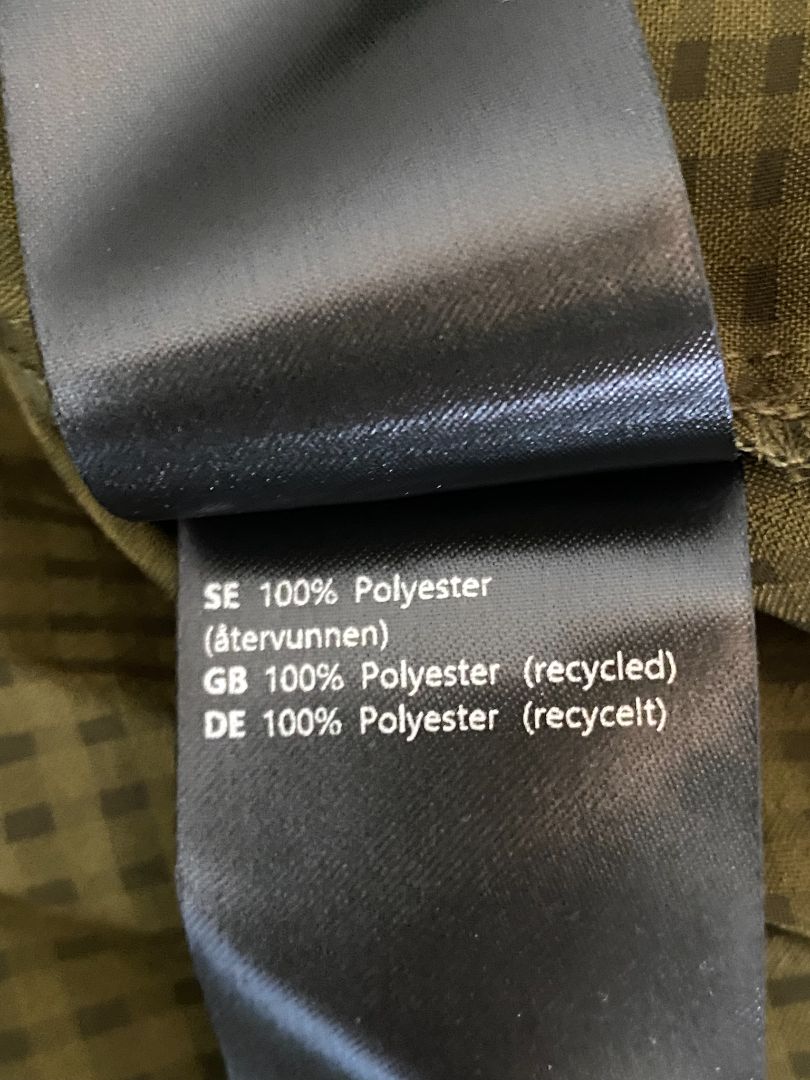 SE 100% Polyester
(återvunnen)
GB 100% Polyester (recycled)
DE 100% Polyester (recycelt)